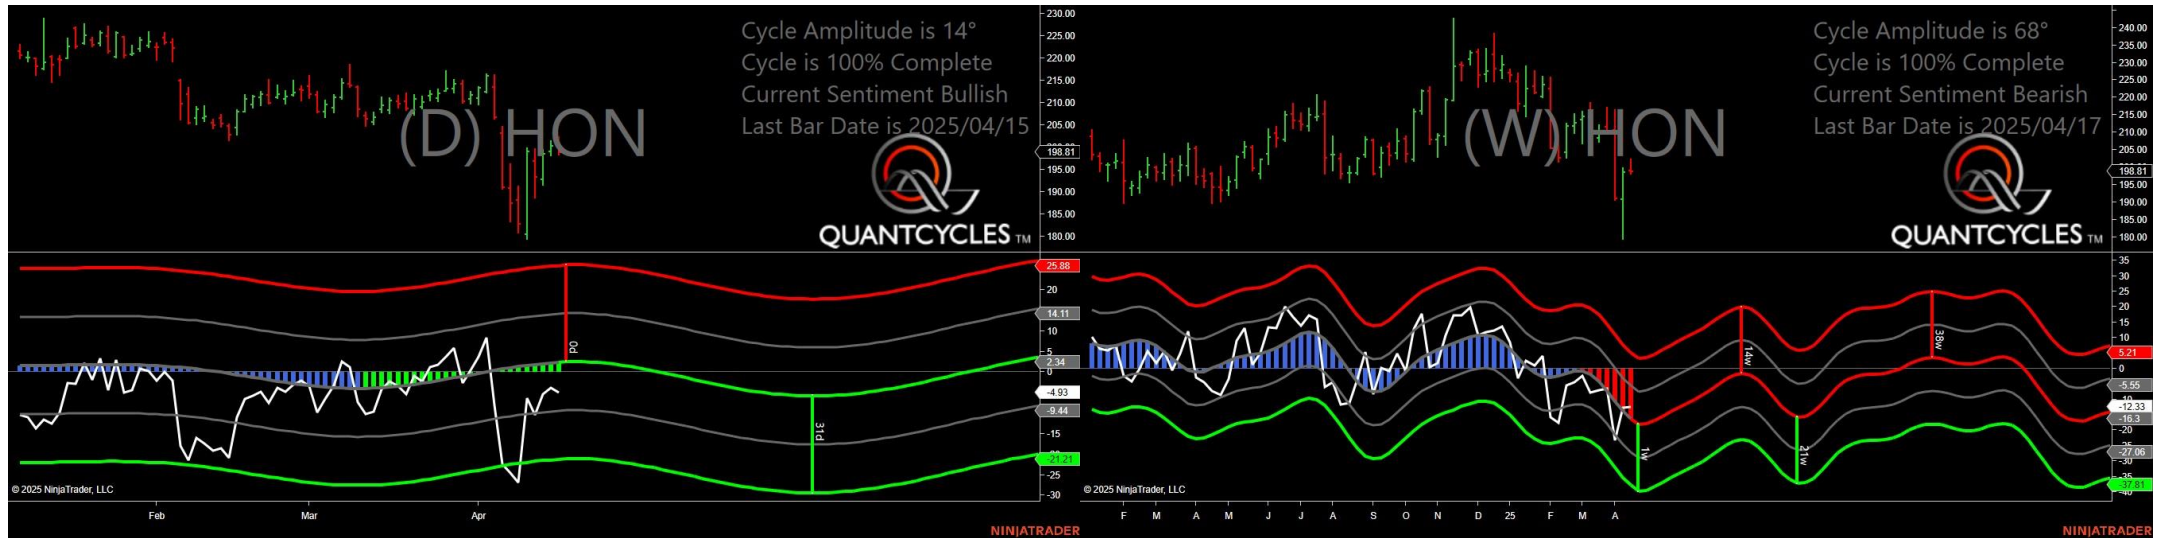 Cycle Amplitude is 14°
Cycle is 100% Complete
Current Sentiment Bullish
Last Bar Date is 2025/04/15
(D) HON
QUANTCYCLES TM
230.00
225.00
220.00
215.00
210.00
205.00
198.81
195.00
190.00
185.00
180.00
25.88
20
14.11
10
5
2.34
0
-4.93
-9.44
-15
-21.21
-25
-30
0d
31d
© 2025 NinjaTrader, LLC
Feb
Mar
Apr
NINJATRADER
Cycle Amplitude is 68°
Cycle is 100% Complete
Current Sentiment Bearish
Last Bar Date is 2025/04/17
(W) HON
QUANTCYCLES TM
240.00
235.00
230.00
225.00
220.00
215.00
210.00
205.00
198.81
195.00
190.00
185.00
180.00
35
30
25
20
15
10
5.21
0
-5.55
-12.33
-16.3
-20
-27.06
-37.81
1w
14w
21w
38w
© 2025 NinjaTrader, LLC
F M A M J J A S O N D 25 F M A
NINJATRADER